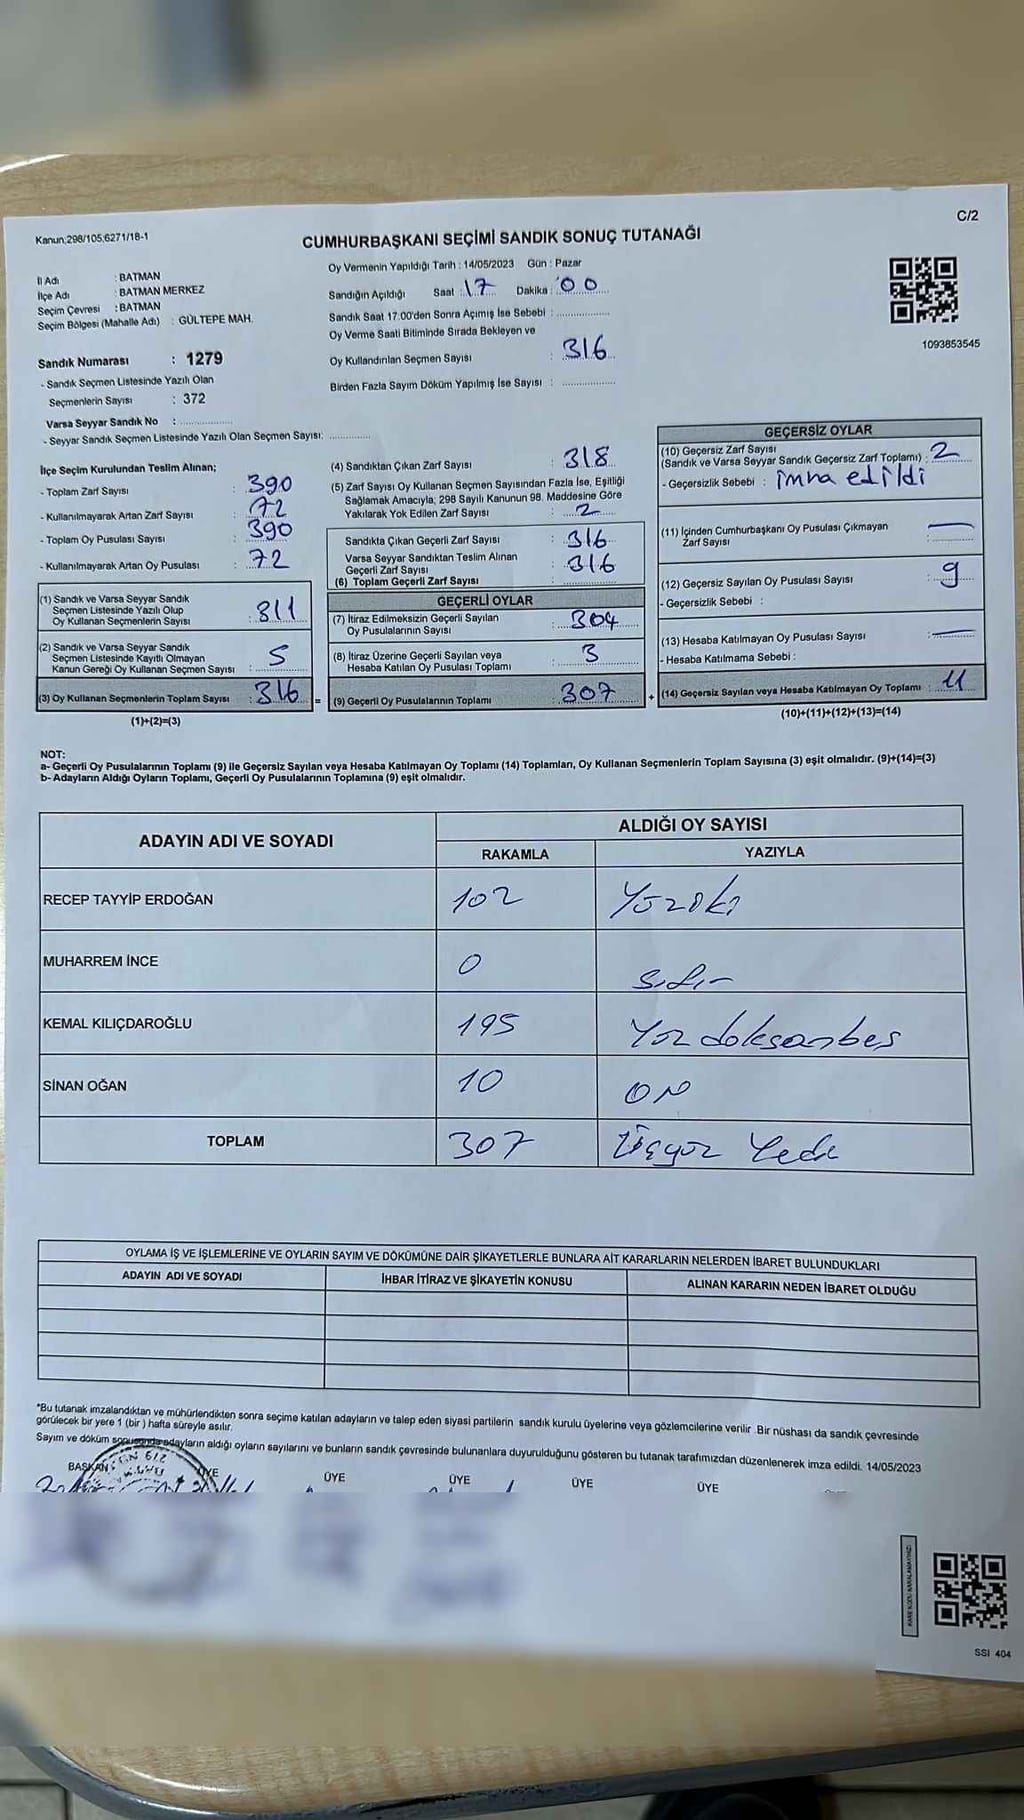 C/2
Kanun;298/105;6271/18-1
CUMHURBAŞKANI SEÇİMİ SANDIK SONUÇ TUTANAĞI
İl Adı : BATMAN
İlçe Adı : BATMAN MERKEZ
Seçim Çevresi : BATMAN
Seçim Bölgesi (Mahalle Adı) : GÜLTEPE MAH.
Oy Vermenin Yapıldığı Tarih : 14/05/2023 Gün : Pazar
Sandığın Açıldığı Saat : 17 Dakika : 00
Sandık Saat 17:00'den Sonra Açımış İse Sebebi :
Oy Verme Saati Bitiminde Sırada Bekleyen ve
Oy Kullandırılan Seçmen Sayısı : 316
Birden Fazla Sayım Döküm Yapılmış İse Sayısı :
1093853545
Sandık Numarası : 1279
- Sandık Seçmen Listesinde Yazılı Olan
Seçmenlerin Sayısı : 372
Varsa Seyyar Sandık No :
- Seyyar Sandık Seçmen Listesinde Yazılı Olan Seçmen Sayısı:
İlçe Seçim Kurulundan Teslim Alınan;
- Toplam Zarf Sayısı : 390
- Kullanılmayarak Artan Zarf Sayısı : 72
- Toplam Oy Pusulası Sayısı : 390
- Kullanılmayarak Artan Oy Pusulası : 72
(1) Sandık ve Varsa Seyyar Sandık
Seçmen Listesinde Yazılı Olup
Oy Kullanan Seçmenlerin Sayısı : 311
(2) Sandık ve Varsa Seyyar Sandık
Seçmen Listesinde Kayıtlı Olmayan
Kanun Gereği Oy Kullanan Seçmen Sayısı : 5
(3) Oy Kullanan Seçmenlerin Toplam Sayısı : 316 =
(1)+(2)=(3)
(4) Sandıktan Çıkan Zarf Sayısı : 318
(5) Zarf Sayısı Oy Kullanan Seçmen Sayısından Fazla İse, Eşitliği
Sağlamak Amacıyla; 298 Sayılı Kanunun 98. Maddesine Göre
Yakılarak Yok Edilen Zarf Sayısı : 2
Sandıkta Çıkan Geçerli Zarf Sayısı : 316
Varsa Seyyar Sandıktan Teslim Alınan
Geçerli Zarf Sayısı : 316
(6) Toplam Geçerli Zarf Sayısı :
GEÇERLİ OYLAR
(7) İtiraz Edilmeksizin Geçerli Sayılan
Oy Pusulalarının Sayısı : 304
(8) İtiraz Üzerine Geçerli Sayılan veya
Hesaba Katılan Oy Pusulası Toplamı : 3
(9) Geçerli Oy Pusulalarının Toplamı : 307 +
GEÇERSİZ OYLAR
(10) Geçersiz Zarf Sayısı
(Sandık ve Varsa Seyyar Sandık Geçersiz Zarf Toplamı) : 2
- Geçersizlik Sebebi : imha edildi
(11) İçinden Cumhurbaşkanı Oy Pusulası Çıkmayan
Zarf Sayısı : —
(12) Geçersiz Sayılan Oy Pusulası Sayısı : 9
- Geçersizlik Sebebi :
(13) Hesaba Katılmayan Oy Pusulası Sayısı : —
- Hesaba Katılmama Sebebi :
(14) Geçersiz Sayılan veya Hesaba Katılmayan Oy Toplamı : 11
(10)+(11)+(12)+(13)=(14)
NOT:
a- Geçerli Oy Pusulalarının Toplamı (9) ile Geçersiz Sayılan veya Hesaba Katılmayan Oy Toplamı (14) Toplamları, Oy Kullanan Seçmenlerin Toplam Sayısına (3) eşit olmalıdır. (9)+(14)=(3)
b- Adayların Aldığı Oyların Toplamı, Geçerli Oy Pusulalarının Toplamına (9) eşit olmalıdır.
ADAYIN ADI VE SOYADI
ALDIĞI OY SAYISI
RAKAMLA YAZIYLA
RECEP TAYYİP ERDOĞAN 102 Yüziki
MUHARREM İNCE 0 Sıfır
KEMAL KILIÇDAROĞLU 195 Yüz doksanbeş
SİNAN OĞAN 10 ON
TOPLAM 307 Üçyüz Yedi
OYLAMA İŞ VE İŞLEMLERİNE VE OYLARIN SAYIM VE DÖKÜMÜNE DAİR ŞİKAYETLERLE BUNLARA AİT KARARLARIN NELERDEN İBARET BULUNDUKLARI
ADAYIN ADI VE SOYADI İHBAR İTİRAZ VE ŞİKAYETİN KONUSU ALINAN KARARIN NEDEN İBARET OLDUĞU
*Bu tutanak imzalandıktan ve mühürlendikten sonra seçime katılan adayların ve talep eden siyasi partilerin sandık kurulu üyelerine veya gözlemcilerine verilir .Bir nüshası da sandık çevresinde
görülecek bir yere 1 (bir ) hafta süreyle asılır.
Sayım ve döküm sonucunda adayların aldığı oyların sayılarını ve bunların sandık çevresinde bulunanlara duyurulduğunu gösteren bu tutanak tarafımızdan düzenlenerek imza edildi. 14/05/2023
BAŞKAN ÜYE ÜYE ÜYE ÜYE ÜYE
KAREKODU KARALAMAYINIZ!
SSI 404